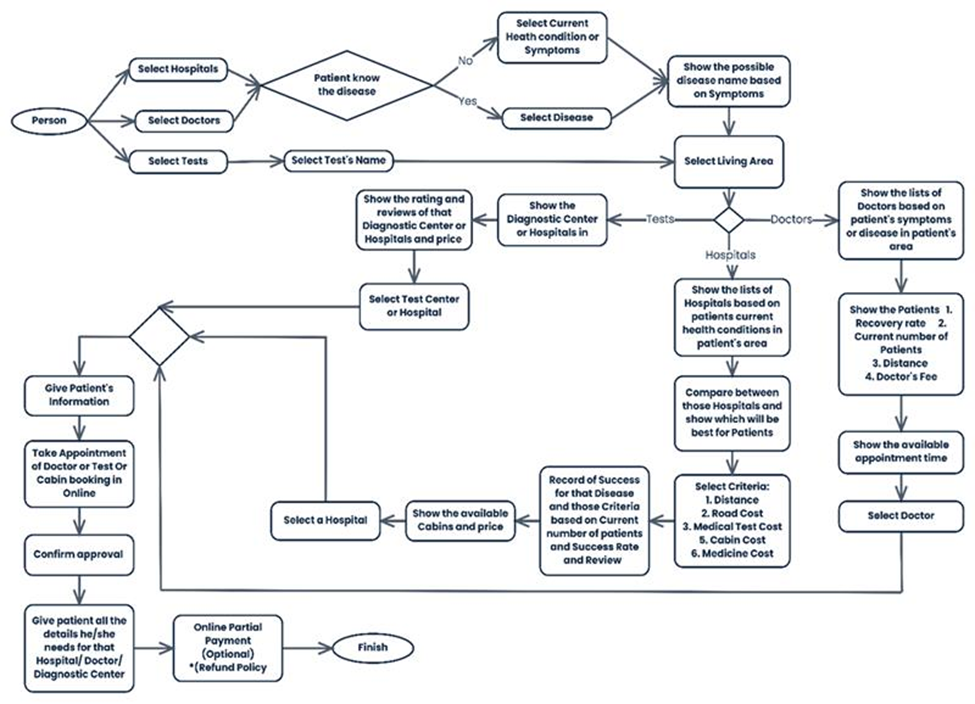 Select Current
Heath condition or
Symptoms
No
Select Hospitals
Patient know
the disease
Show the possible
disease name based
on Symptoms
Yes
Person
Select Doctors
Select Disease
Select Tests
Select Test's Name
Select Living Area
Show the rating and
reviews of that
Diagnostic Center or
Hospitals and price
Show the
Diagnostic Center
or Hospitals in
Tests
Doctors
Show the lists of
Doctors based on
patient's symptoms
or disease in patient's
area
Hospitals
Select Test Center
or Hospital
Show the lists of
Hospitals based on
patients current
health conditions in
patient's area
Show the Patients 1.
Recovery rate 2.
Current number of
Patients
3. Distance
4. Doctor's Fee
Give Patient's
Information
Compare between
those Hospitals and
show which will be
best for Patients
Show the available
appointment time
Take Appointment
of Doctor or Test Or
Cabin booking in
Online
Select a Hospital
Show the available
Cabins and price
Record of Success
for that Disease
and those Criteria
based on Current
number of patients
and Success Rate
and Review
Select Criteria:
1. Distance
2. Road Cost
3. Medical Test Cost
5. Cabin Cost
6. Medicine Cost
Select Doctor
Confirm approval
Give patient all the
details he/she
needs for that
Hospital/ Doctor/
Diagnostic Center
Online Partial
Payment
(Optional)
*(Refund Policy
Finish